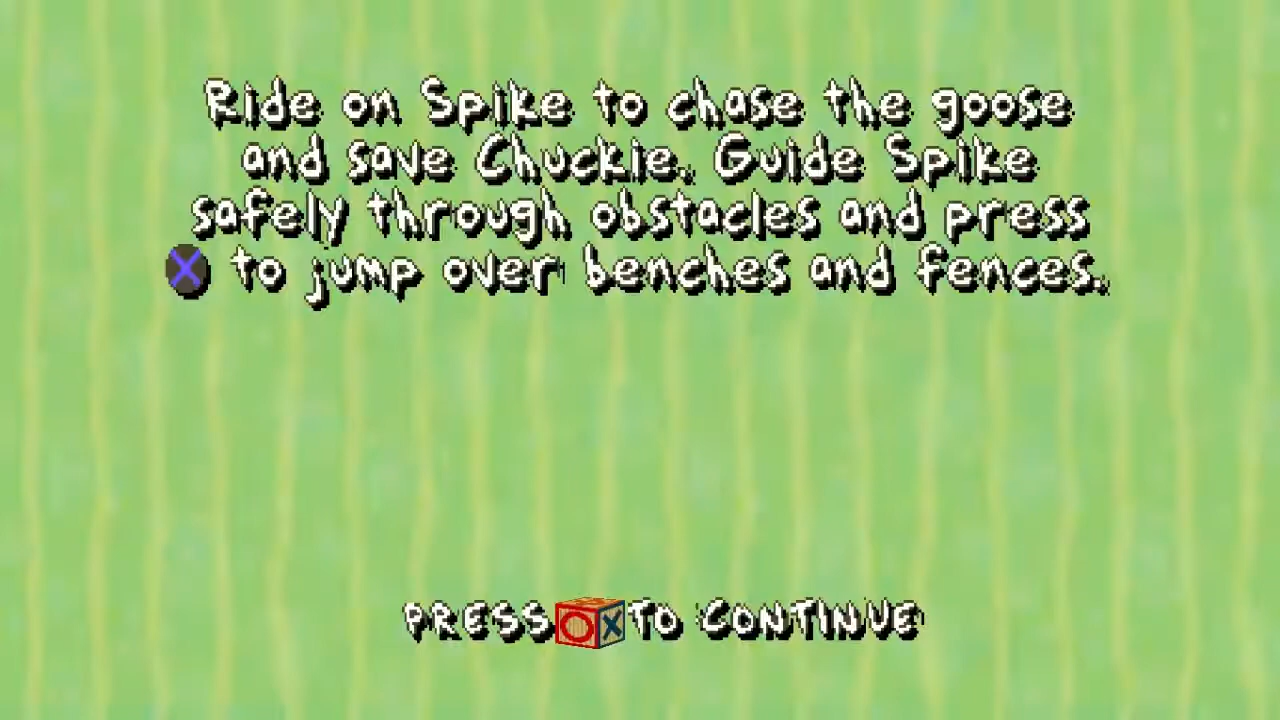 Ride on Spike to chase the goose
and save Chuckie. Guide Spike
safely through obstacles and press
X to jump over benches and fences.
PRESS O X TO CONTINUE